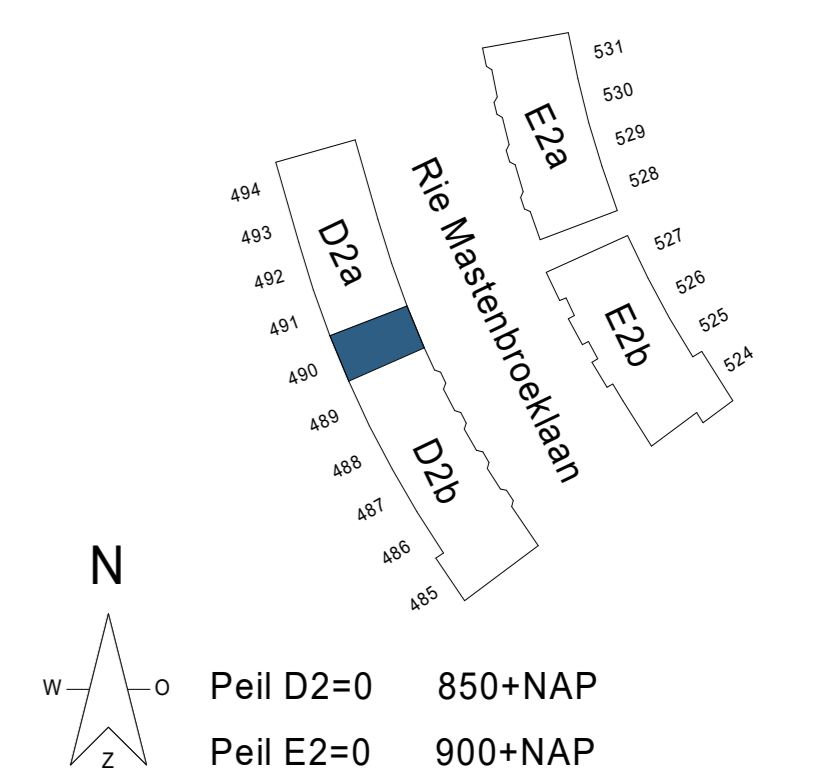 531
530
529
528
E2a
494
493
492
491
490
489
488
487
486
485
D2a
Rie Mastenbroeklaan
527
526
525
524
E2b
D2b
N
W
O
Z
Peil D2=0 850+NAP
Peil E2=0 900+NAP